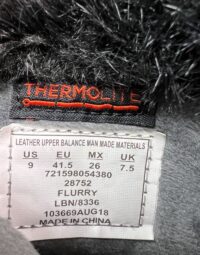 THERMOLITE
LEATHER UPPER BALANCE MAN MADE MATERIALS
US EU MX UK
9 41.5 26 7.5
721598054380
28752
FLURRY
LBN/8336
103669AUG18
MADE IN CHINA